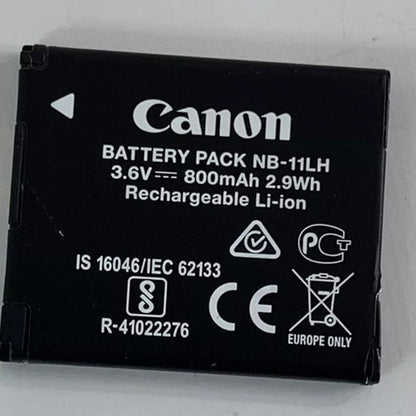 Canon
BATTERY PACK NB-11LH
3.6V⎓ 800mAh 2.9Wh
Rechargeable Li-ion
IS 16046/IEC 62133
R-41022276
CE
PCT
EUROPE ONLY